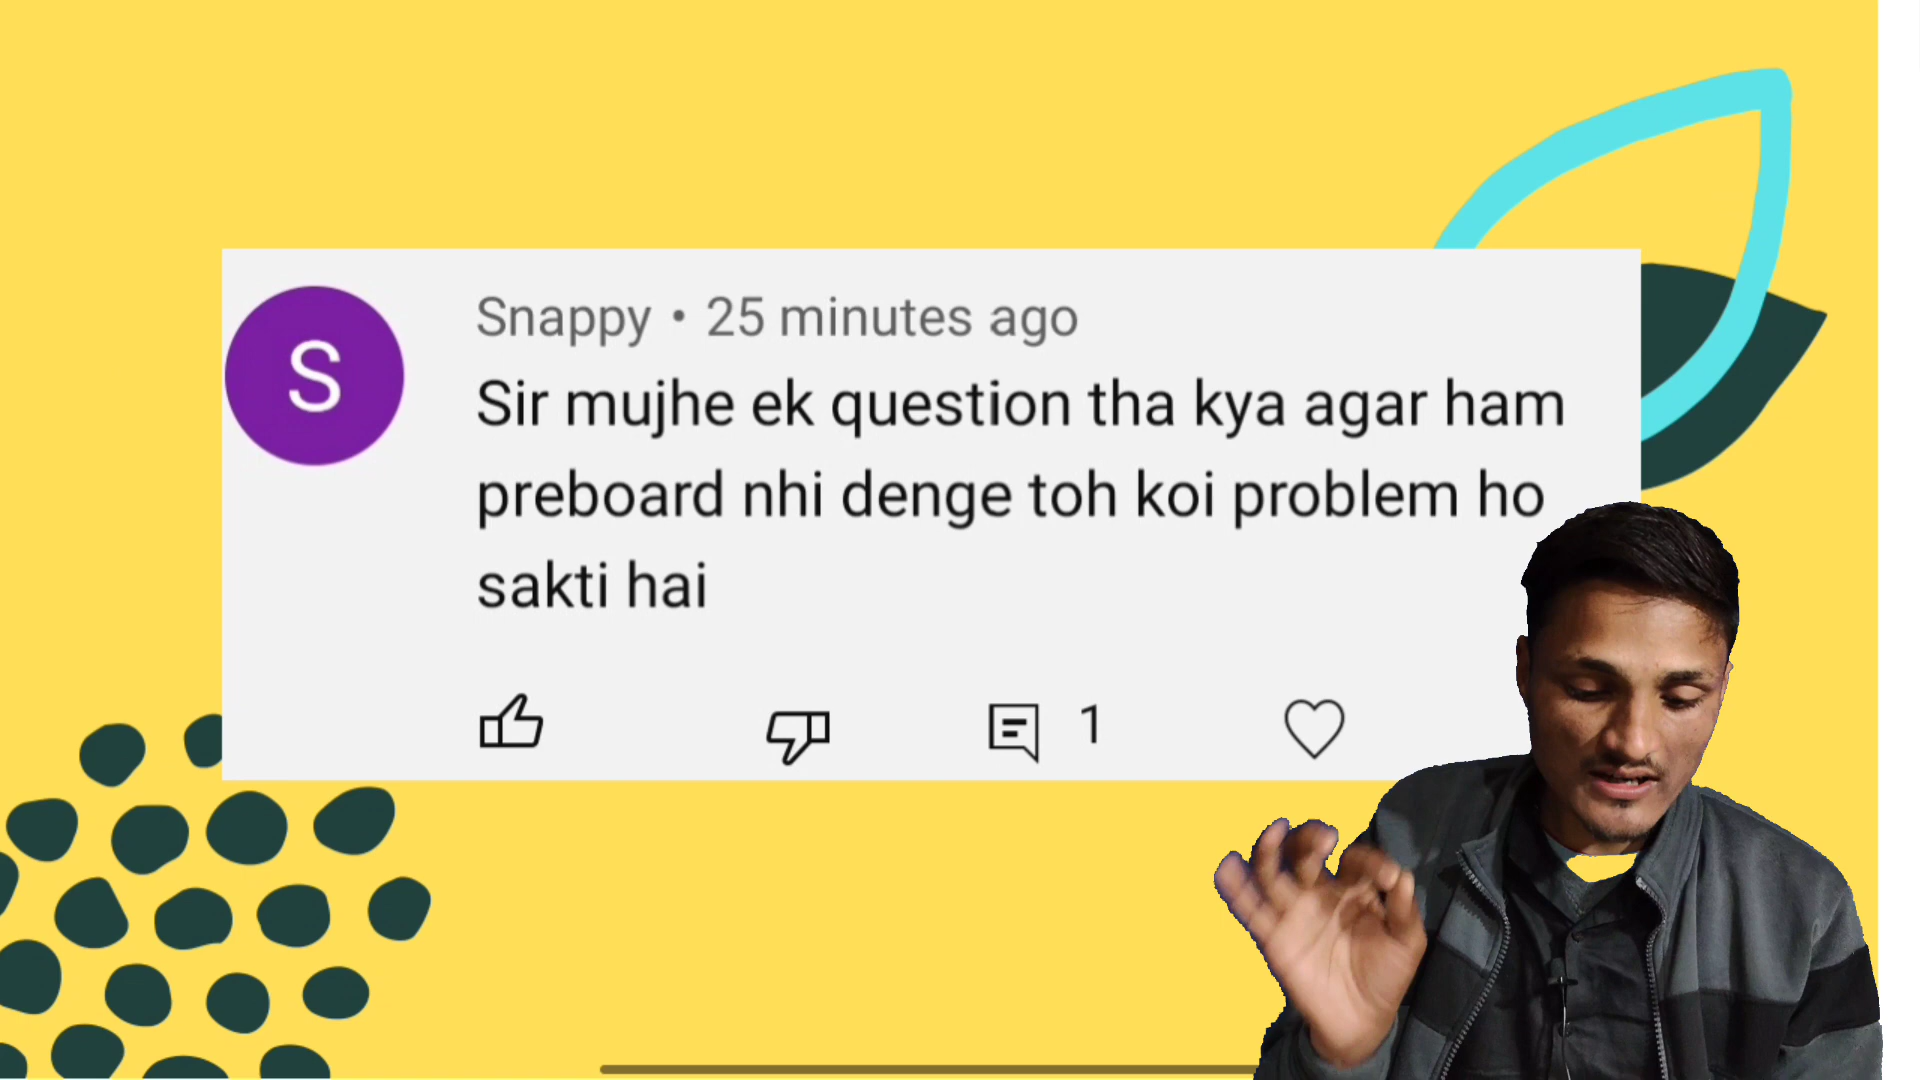 S
Snappy • 25 minutes ago
Sir mujhe ek question tha kya agar ham
preboard nhi denge toh koi problem ho
sakti hai
1